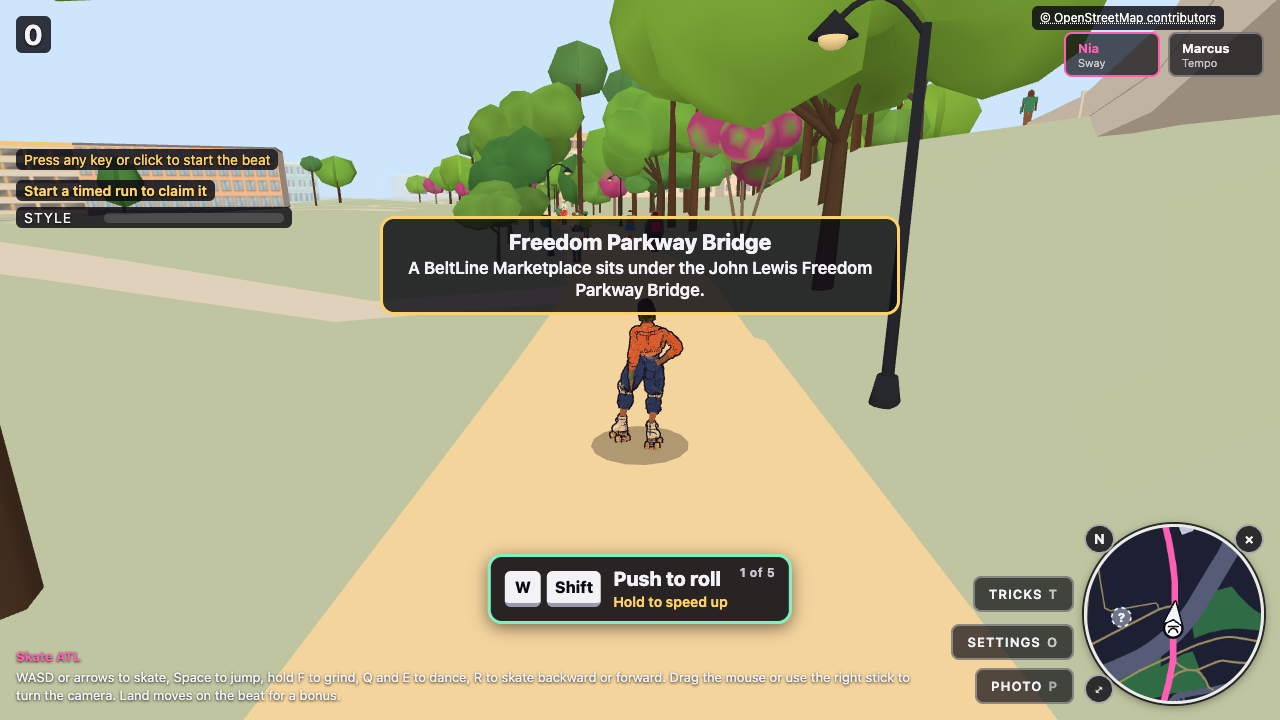 0
© OpenStreetMap contributors
Nia
Sway
Marcus
Tempo
Press any key or click to start the beat
Start a timed run to claim it
STYLE
Freedom Parkway Bridge
A BeltLine Marketplace sits under the John Lewis Freedom
Parkway Bridge.
W Shift Push to roll 1 of 5
Hold to speed up
N
×
?
TRICKS T
SETTINGS O
PHOTO P
Skate ATL
WASD or arrows to skate, Space to jump, hold F to grind, Q and E to dance, R to skate backward or forward. Drag the mouse or use the right stick to
turn the camera. Land moves on the beat for a bonus.